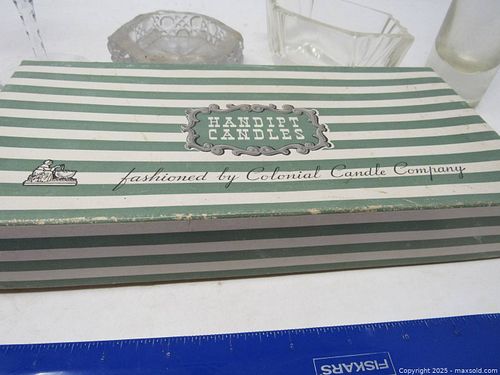 HANDIPT
CANDLES
fashioned by Colonial Candle Company
FISKARS
Copyright 2025 - maxsold.com